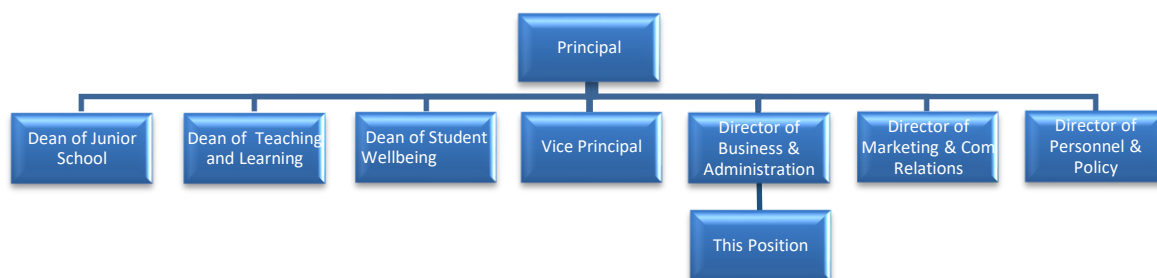 Principal
Dean of Junior
School
Dean of Teaching
and Learning
Dean of Student
Wellbeing
Vice Principal
Director of
Business &
Administration
Director of
Marketing & Com
Relations
Director of
Personnel &
Policy
This Position